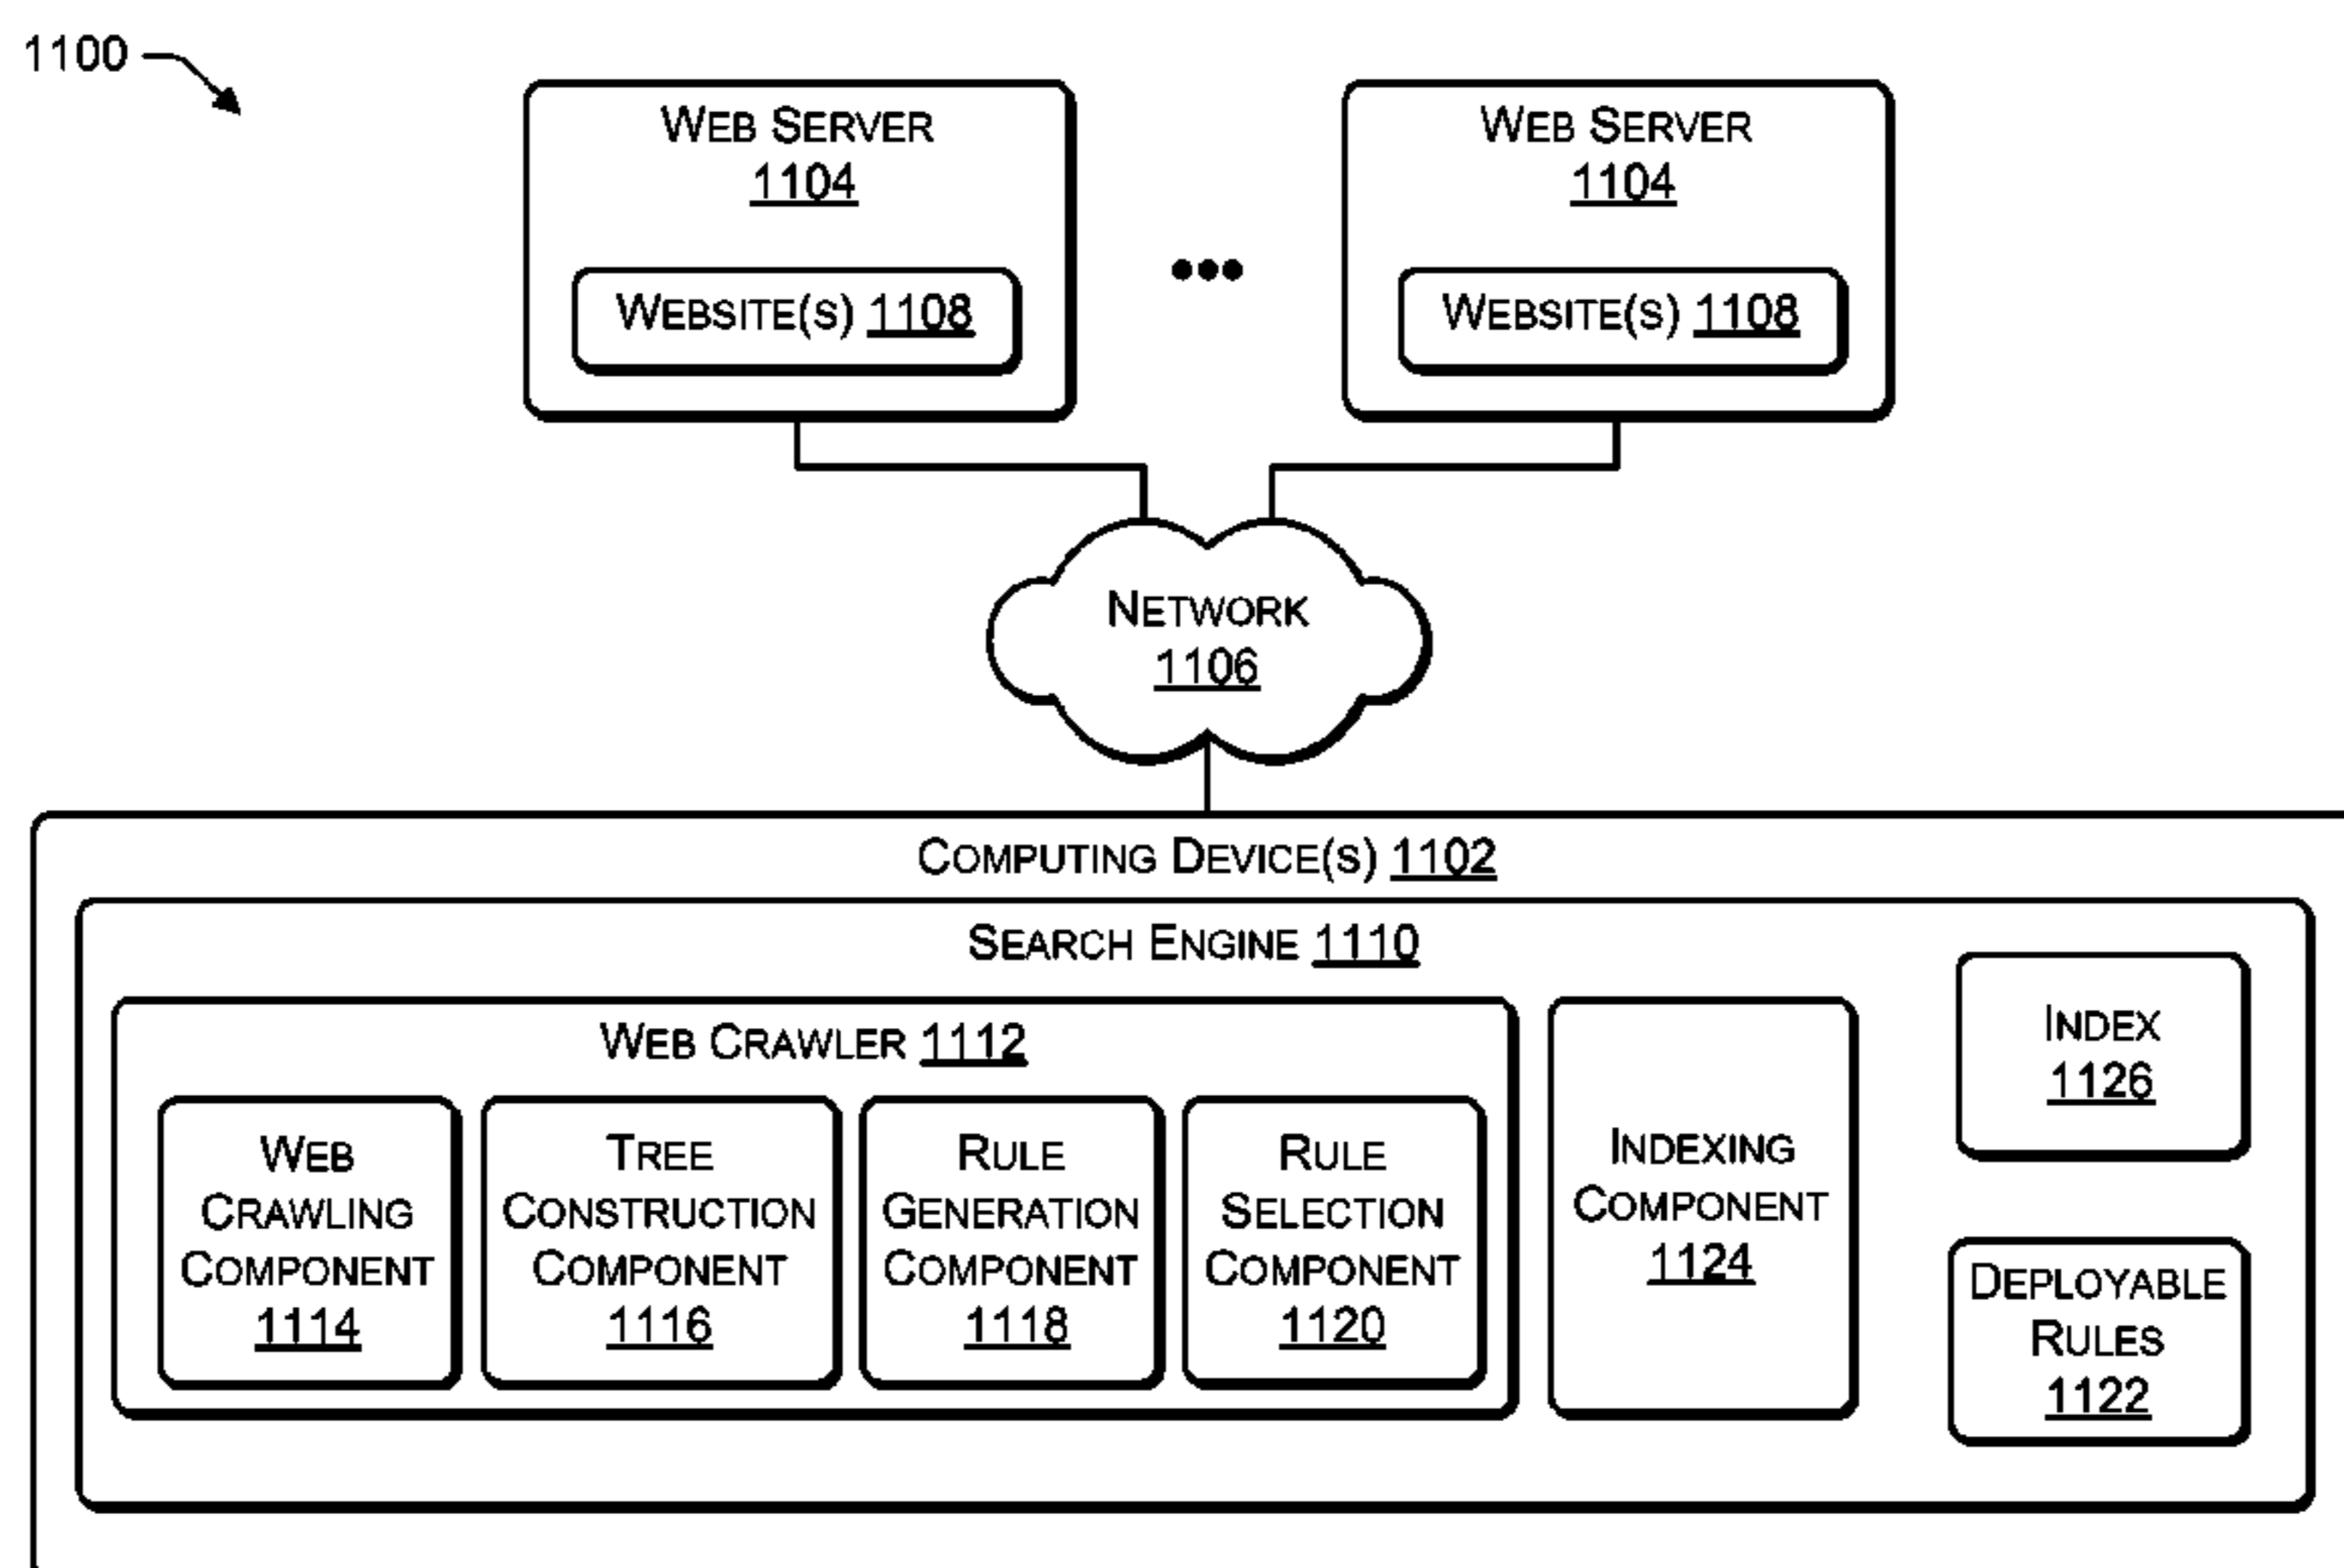 1100
WEB SERVER
1104
WEBSITE(S) 1108
WEB SERVER
1104
WEBSITE(S) 1108
NETWORK
1106
COMPUTING DEVICE(S) 1102
SEARCH ENGINE 1110
WEB CRAWLER 1112
WEB
CRAWLING
COMPONENT
1114
TREE
CONSTRUCTION
COMPONENT
1116
RULE
GENERATION
COMPONENT
1118
RULE
SELECTION
COMPONENT
1120
INDEXING
COMPONENT
1124
INDEX
1126
DEPLOYABLE
RULES
1122